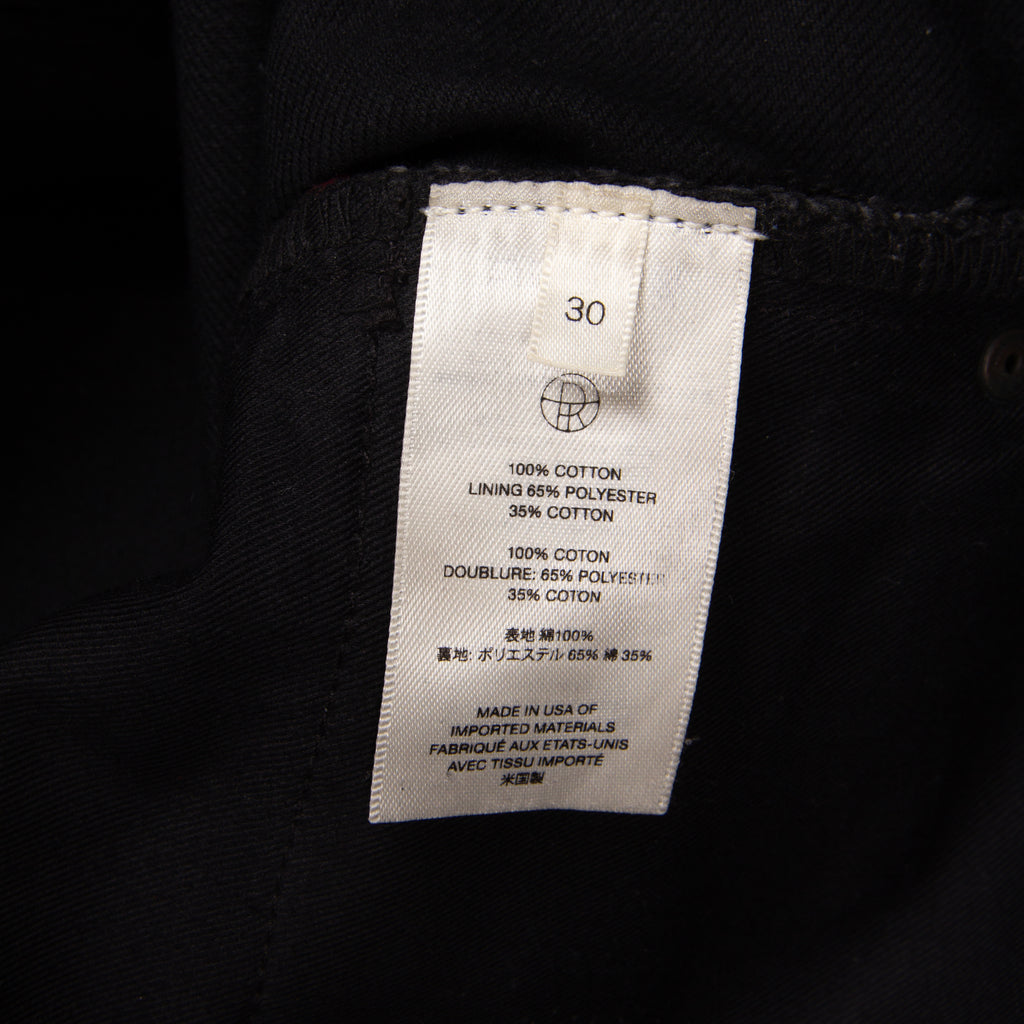 30
100% COTTON
LINING 65% POLYESTER
35% COTTON
100% COTON
DOUBLURE: 65% POLYESTER
35% COTON
表地 綿100%
裏地: ポリエステル 65% 綿 35%
MADE IN USA OF
IMPORTED MATERIALS
FABRIQUÉ AUX ETATS-UNIS
AVEC TISSU IMPORTÉ
米国製